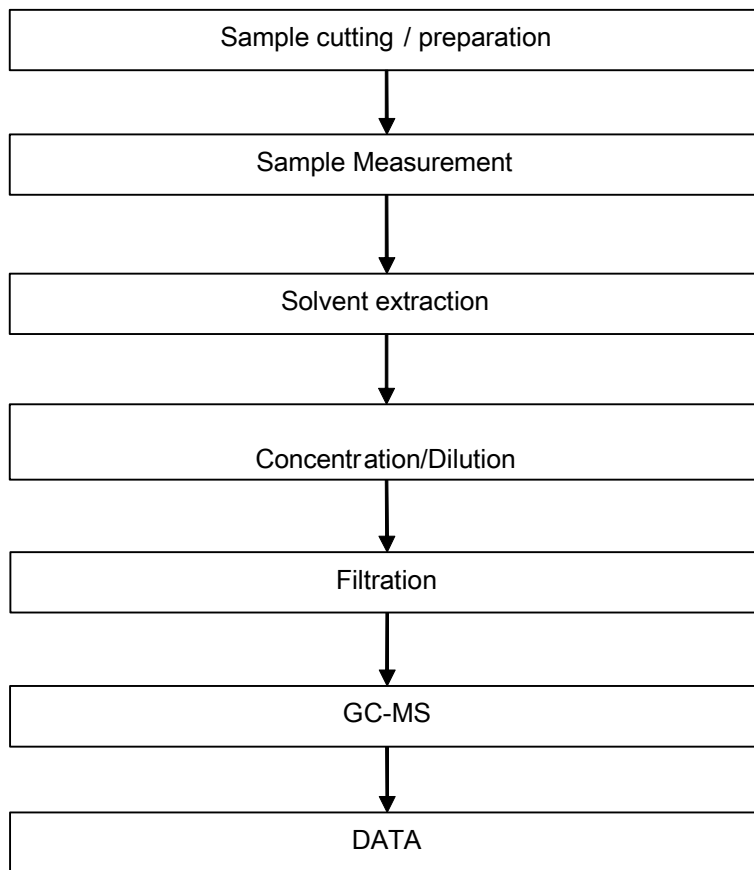 Sample cutting / preparation
Sample Measurement
Solvent extraction
Concentration/Dilution
Filtration
GC-MS
DATA